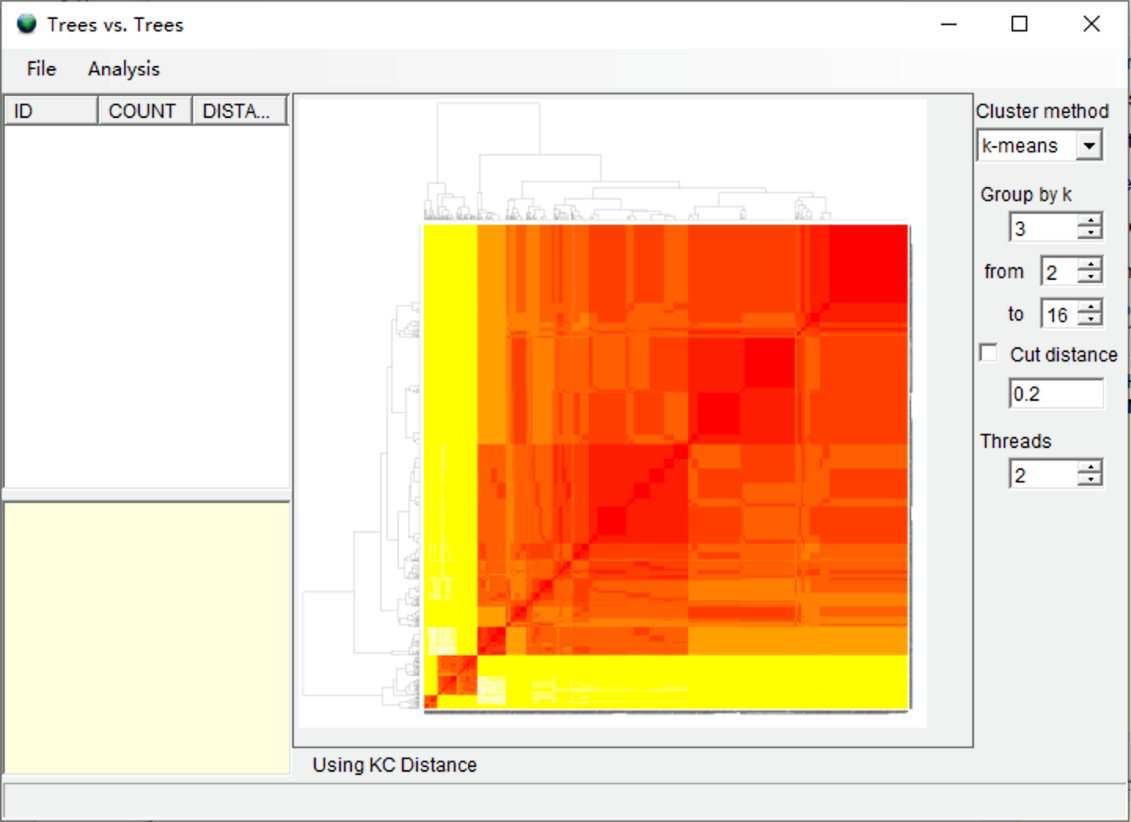 Trees vs. Trees
File Analysis
ID COUNT DISTA...
Cluster method
k-means
Group by k
3
from 2
to 16
Cut distance
0.2
Threads
2
Using KC Distance